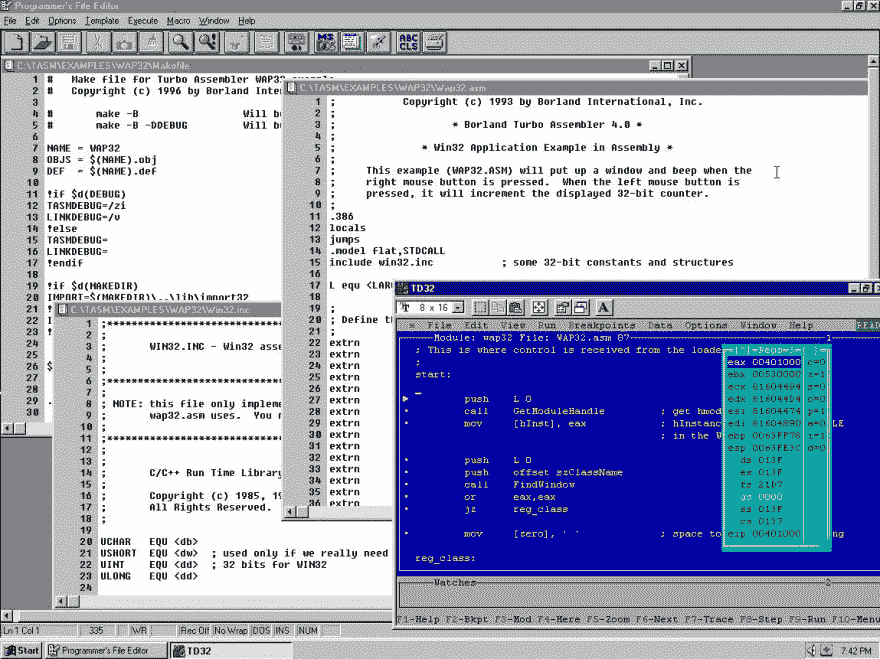 Programmer's File Editor
File Edit Options Template Execute Macro Window Help
C:\TASM\EXAMPLES\WAP32\Makefile
1 # Make file for Turbo Assembler WAP32
2 # Copyright (c) 1996 by Borland Inter
3
4 # make -B Will bu
5 # make -B -DDEBUG Will bu
6
7 NAME = WAP32
8 OBJS = $(NAME).obj
9 DEF = $(NAME).def
10
11 !if $d(DEBUG)
12 TASMDEBUG=/zi
13 LINKDEBUG=/v
14 !else
15 TASMDEBUG=
16 LINKDEBUG=
17 !endif
18
19 !if $d(MAKEDIR)
20 IMPORT=$(MAKEDIR)\..\lib\import32
21 !
22 I
23 !
24
25
26 $
27
28
29 .
30
C:\TASM\EXAMPLES\WAP32\Wap32.asm
1 ; Copyright (c) 1993 by Borland International, Inc.
2 ;
3 ; * Borland Turbo Assembler 4.0 *
4 ;
5 ; * Win32 Application Example in Assembly *
6 ;
7 ; This example (WAP32.ASM) will put up a window and beep when the
8 ; right mouse button is pressed. When the left mouse button is
9 ; pressed, it will increment the displayed 32-bit counter.
10 ;
11 .386
12 locals
13 jumps
14 .model flat,STDCALL
15 include win32.inc ; some 32-bit constants and structures
16
17 L equ <LAR
18
19 ;
20 ; Define th
21 ;
22 extrn
23 extrn
24 extrn
25 extrn
26 extrn
27 extrn
28 extrn
29 extrn
30 extrn
31 extrn
32 extrn
33 extrn
34 extrn
35 extrn
36 extrn
C:\TASM\EXAMPLES\WAP32\Win32.inc
1 ;*****************************
2 ;
3 ; WIN32.INC - Win32 asse
4 ;
5 ;
6 ;*****************************
7 ;
8 ; NOTE: this file only impleme
9 ; wap32.asm uses. You m
10 ;
11 ;*****************************
12 ;
13 ;
14 ; C/C++ Run Time Library
15 ;
16 ; Copyright (c) 1985, 19
17 ; All Rights Reserved.
18 ;
19
20 UCHAR EQU <db>
21 USHORT EQU <dw> ; used only if we really need
22 UINT EQU <dd> ; 32 bits for WIN32
23 ULONG EQU <dd>
24
TD32
8 x 16
A
≡ File Edit View Run Breakpoints Data Options Window Help READ
Module: wap32 File: WAP32.asm 87 1
; This is where control is received from the loade
;
start:
push L 0
call GetModuleHandle ; get hmod
mov [hInst], eax ; hInstanc LE
; in the W
push L 0
push offset szClassName
call FindWindow
or eax,eax
jz reg_class
mov [zero], ' ' ; space to ng
reg_class:
Regs
eax 00401000 c=0
ebx 00530000 z=1
ecx 81604494 s=0
edx 816044D4 o=0
esi 81604474 p=1
edi 81604890 a=0
ebp 0063FF78 i=1
esp 0063FE3C d=0
ds 013F
es 013F
fs 21D7
gs 0000
ss 013F
cs 0137
eip 00401000
Watches 2
F1-Help F2-Bkpt F3-Mod F4-Here F5-Zoom F6-Next F7-Trace F8-Step F9-Run F10-Menu
Ln 1 Col 1 335 WR Rec Off No Wrap DOS INS NUM
Start Programmer's File Editor TD32 7:42 PM